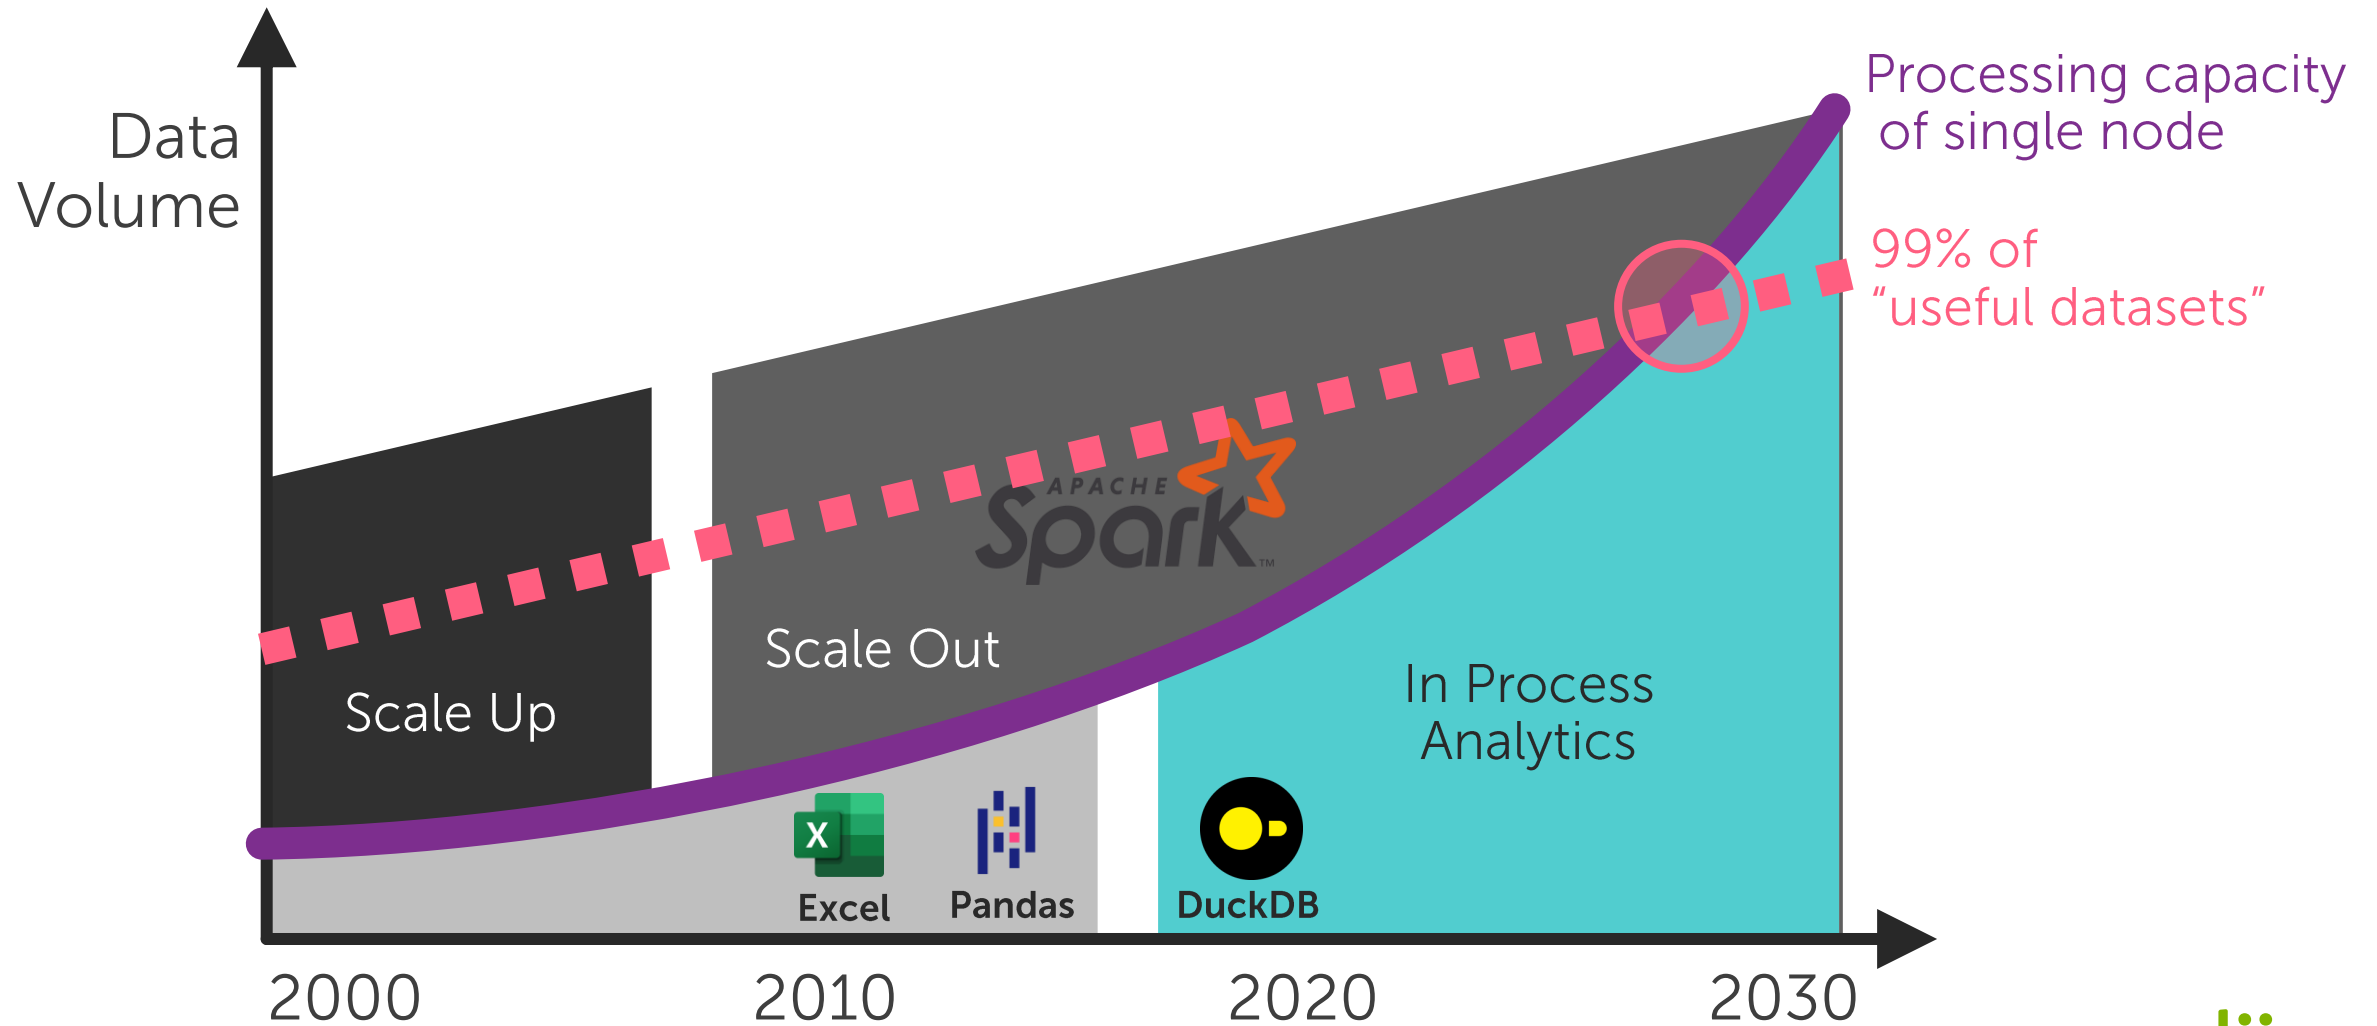 Data
Volume
Processing capacity
of single node
99% of
“useful datasets”
APACHE
Spark™
Scale Out
Scale Up
In Process
Analytics
X
Excel
Pandas
DuckDB
2000
2010
2020
2030